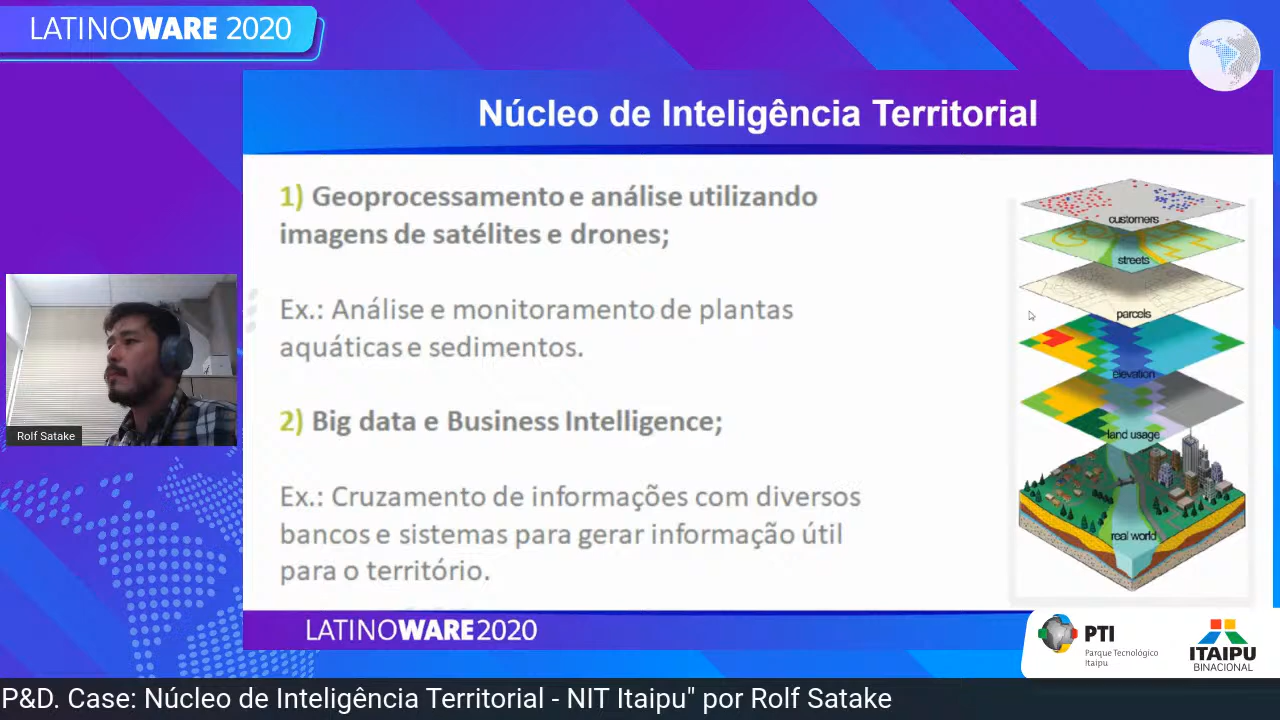 LATINOWARE 2020
Núcleo de Inteligência Territorial
1) Geoprocessamento e análise utilizando
imagens de satélites e drones;
Ex.: Análise e monitoramento de plantas
aquáticas e sedimentos.
2) Big data e Business Intelligence;
Ex.: Cruzamento de informações com diversos
bancos e sistemas para gerar informação útil
para o território.
customers
streets
parcels
elevation
land usage
real world
Rolf Satake
LATINOWARE2020
PTI
Parque Tecnológico
Itaipu
ITAIPU
BINACIONAL
P&D. Case: Núcleo de Inteligência Territorial - NIT Itaipu" por Rolf Satake